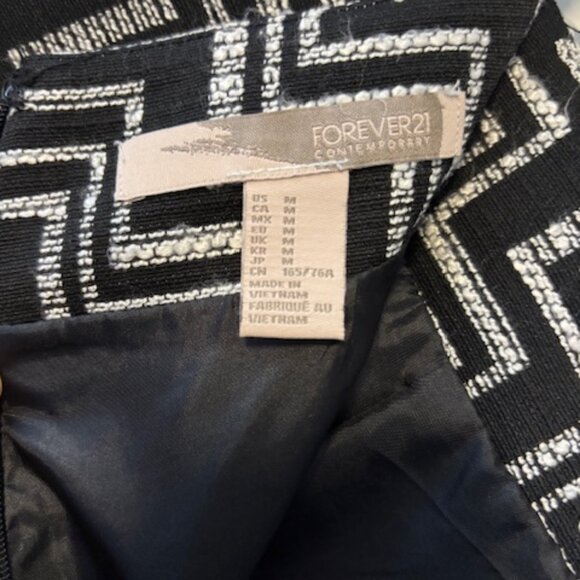 FOREVER21
CONTEMPORARY
US M
CA M
MX M
EU M
UK M
KR M
JP M
CN 165/76A
MADE IN
VIETNAM
FABRIQUÉ AU
VIETNAM